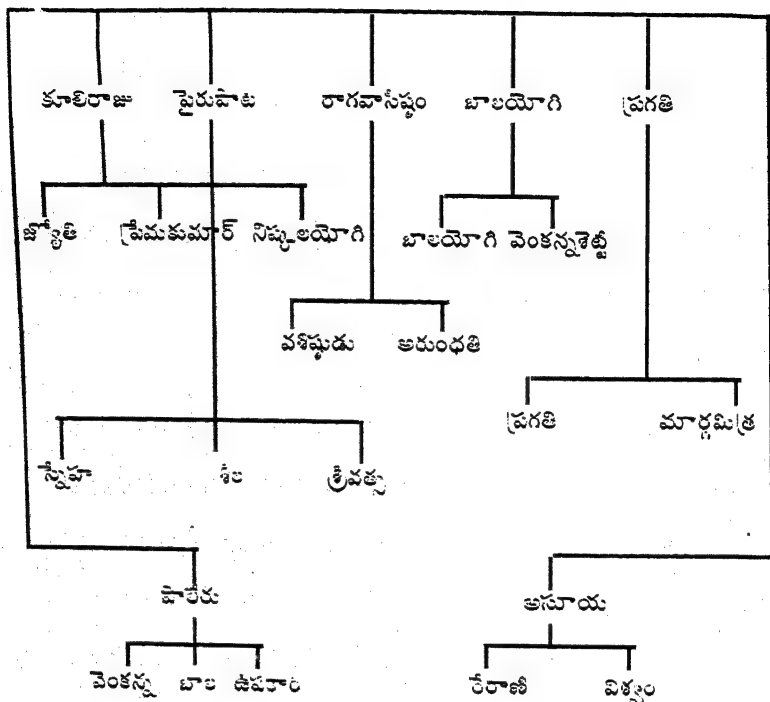 కూలిరాజు పైరుపాట రాగవాసిష్టం బాలయోగి ప్రగతి
జ్యోతి ప్రేమకుమార్ నిష్కలయోగి బాలయోగి వెంకన్నశెట్టి
వశిష్ఠుడు అరుంధతి
ప్రగతి మార్గమిత్ర
స్నేహ శీల శ్రీవత్స
పాలేరు అసూయ
వెంకన్న బాల ఉపకారి రేరాణి విశ్వం